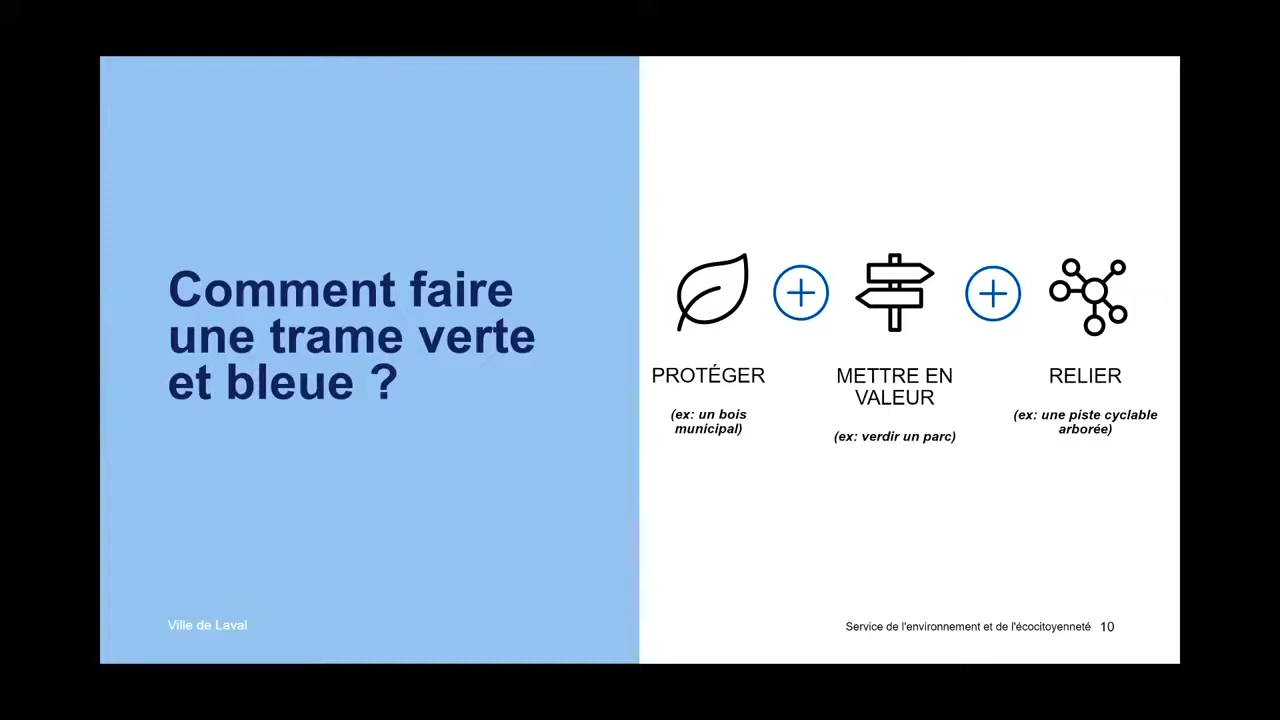 Comment faire
une trame verte
et bleue ?
PROTÉGER
(ex: un bois
municipal)
METTRE EN
VALEUR
(ex: verdir un parc)
RELIER
(ex: une piste cyclable
arborée)
Ville de Laval
Service de l'environnement et de l'écocitoyenneté 10